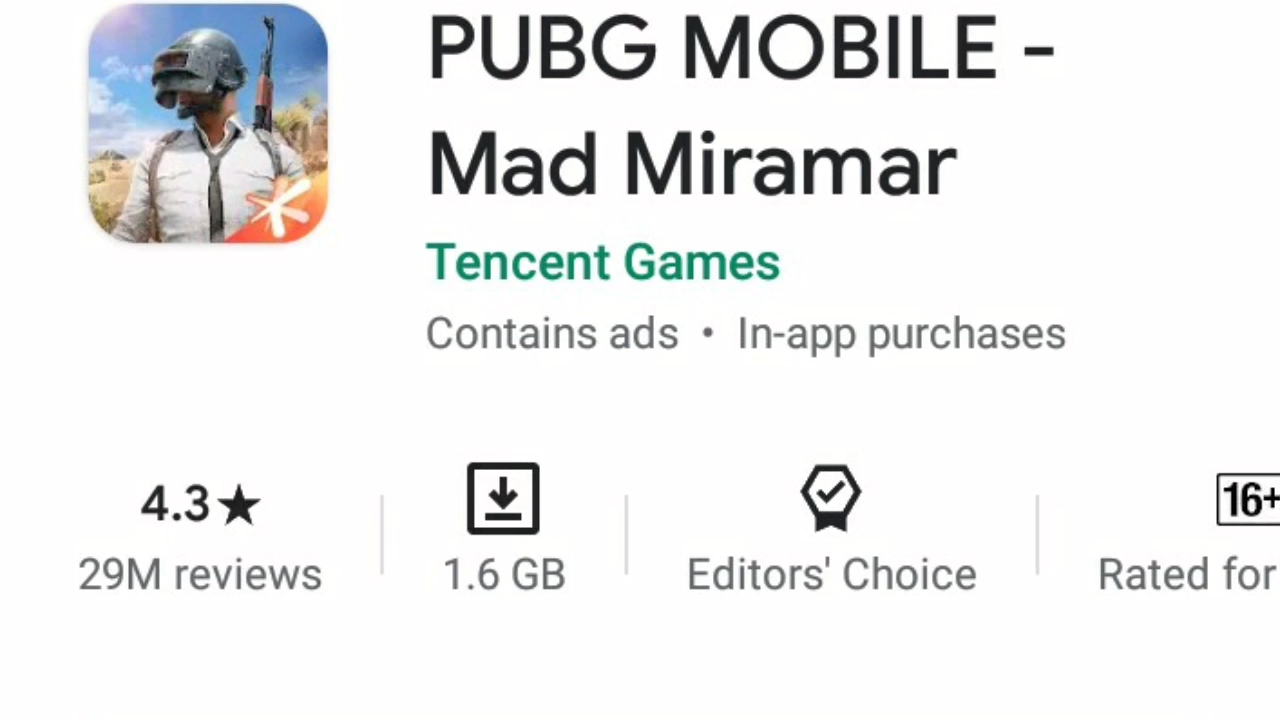 PUBG MOBILE -
Mad Miramar
Tencent Games
Contains ads • In-app purchases
4.3★
29M reviews
1.6 GB
Editors' Choice
16+
Rated for